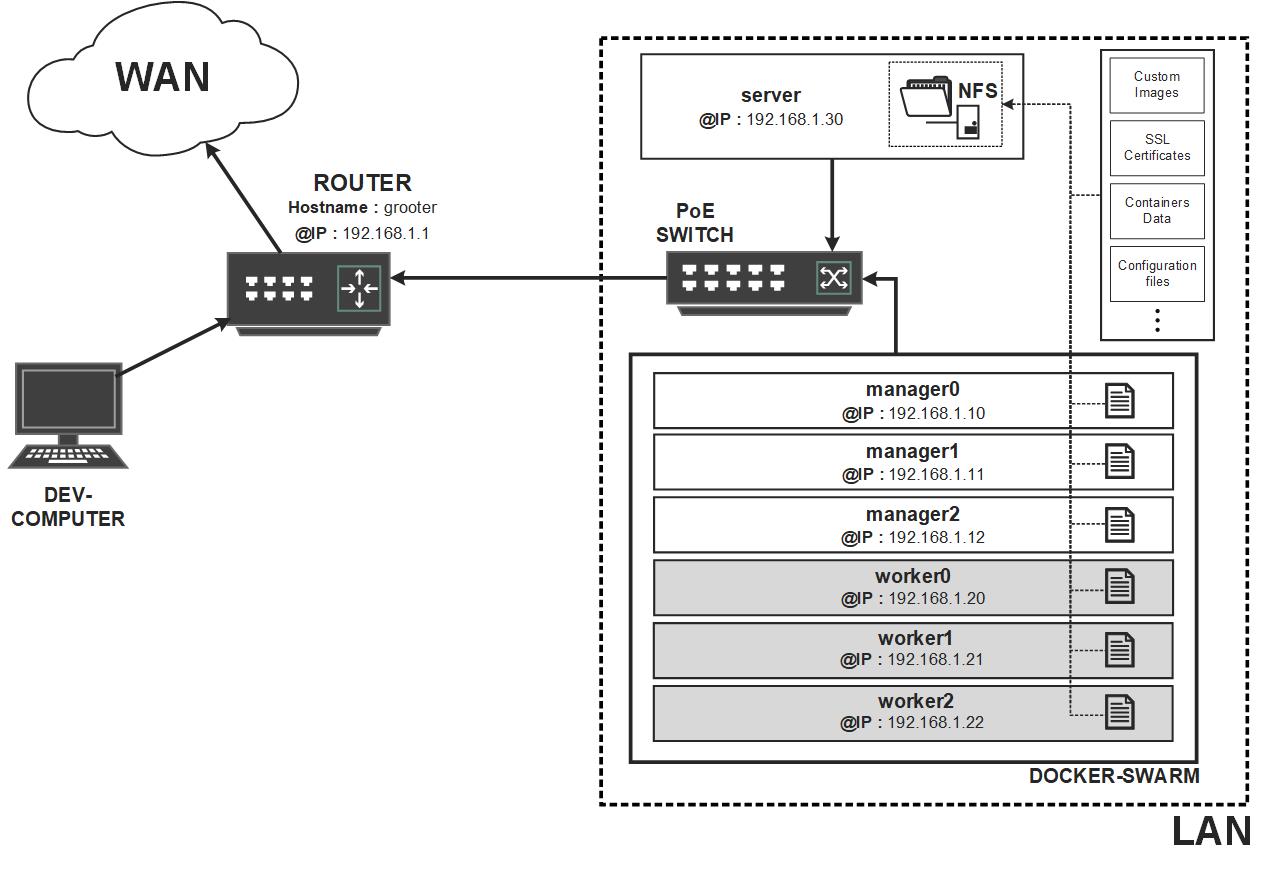 WAN
ROUTER
Hostname : grooter
@IP : 192.168.1.1
DEV-
COMPUTER
server
@IP : 192.168.1.30
NFS
PoE
SWITCH
Custom
Images
SSL
Certificates
Containers
Data
Configuration
files
manager0
@IP : 192.168.1.10
manager1
@IP : 192.168.1.11
manager2
@IP : 192.168.1.12
worker0
@IP : 192.168.1.20
worker1
@IP : 192.168.1.21
worker2
@IP : 192.168.1.22
DOCKER-SWARM
LAN